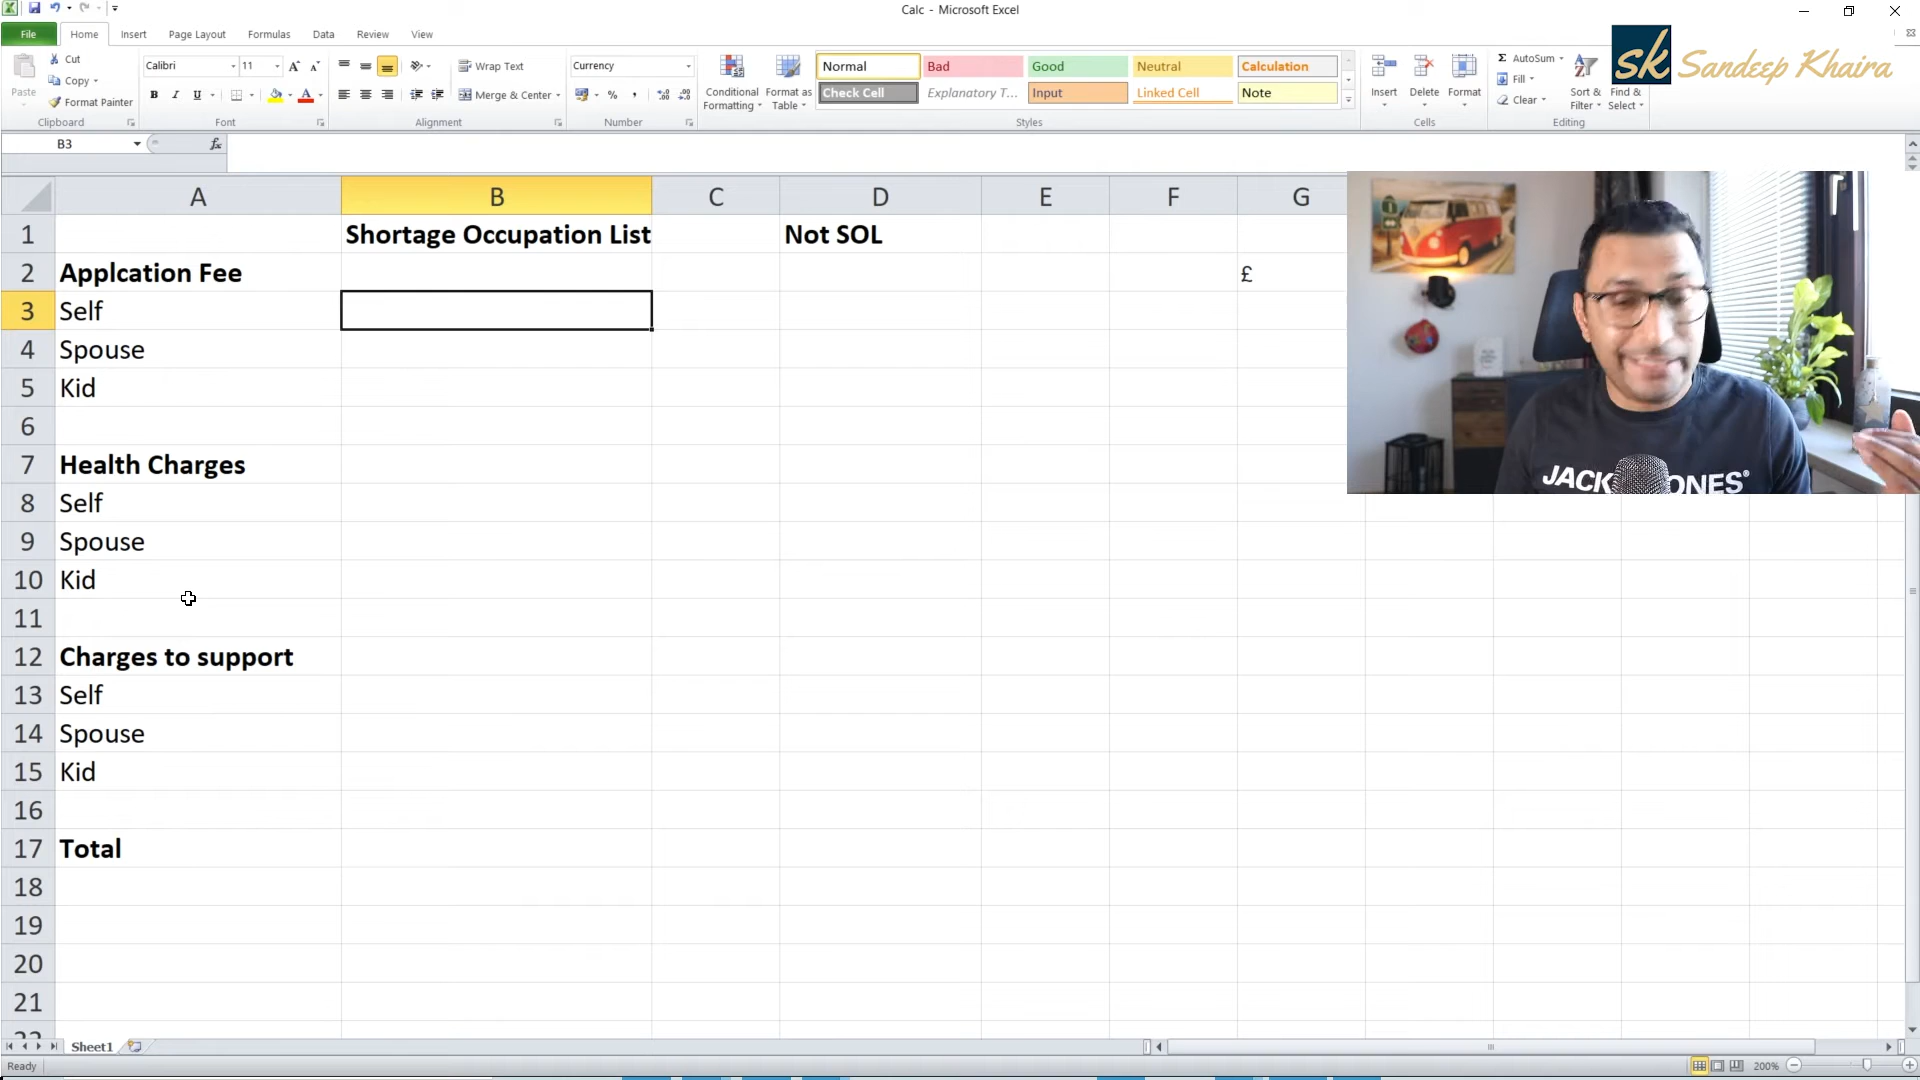 Calc - Microsoft Excel
File Home Insert Page Layout Formulas Data Review View
sk Sandeep Khaira
Paste
Cut
Copy
Format Painter
Clipboard
Calibri 11
B I U
Font
Wrap Text
Merge & Center
Alignment
Currency
Number
Conditional Formatting
Format as Table
Normal Bad Good Neutral Calculation
Check Cell Explanatory T... Input Linked Cell Note
Styles
Insert Delete Format
Cells
AutoSum
Fill
Clear
Sort & Filter
Find & Select
Editing
B3 fx
A B C D E F G
1 Shortage Occupation List Not SOL
2 Applcation Fee £
3 Self
4 Spouse
5 Kid
6
7 Health Charges
8 Self
9 Spouse
10 Kid
11
12 Charges to support
13 Self
14 Spouse
15 Kid
16
17 Total
18
19
20
21
22
Sheet1
Ready 200%